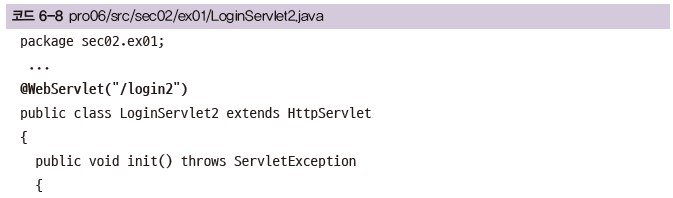 코드 6-8 pro06/src/sec02/ex01/LoginServlet2.java
package sec02.ex01;
...
@WebServlet("/login2")
public class LoginServlet2 extends HttpServlet
{
public void init() throws ServletException
{